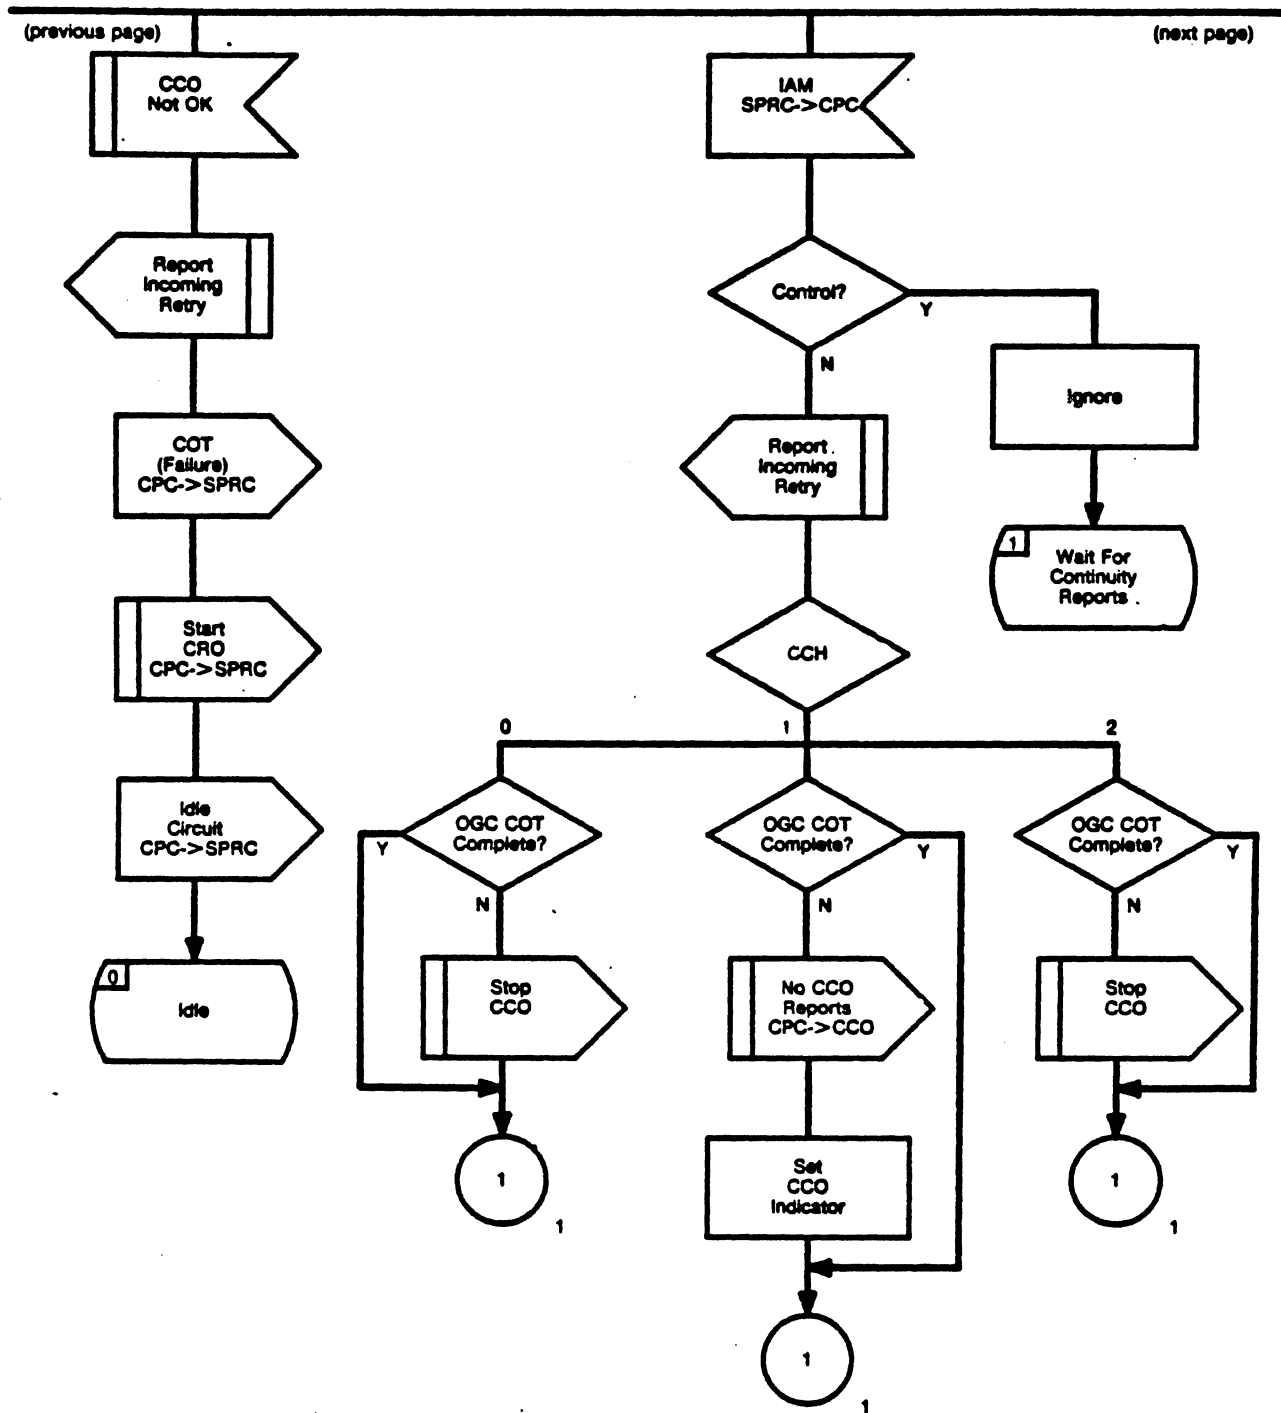 (previous page)
(next page)
CCO
Not OK
Report
Incoming
Retry
COT
(Failure)
CPC->SPRC
Start
CRO
CPC->SPRC
Idle
Circuit
CPC->SPRC
0
Idle
IAM
SPRC->CPC
Control?
Y
N
Ignore
1
Wait For
Continuity
Reports
Report
Incoming
Retry
CCH
0
1
2
OGC COT
Complete?
Y
N
Stop
CCO
1
1
OGC COT
Complete?
Y
N
No CCO
Reports
CPC->CCO
Set
CCO
Indicator
1
1
OGC COT
Complete?
Y
N
Stop
CCO
1
1